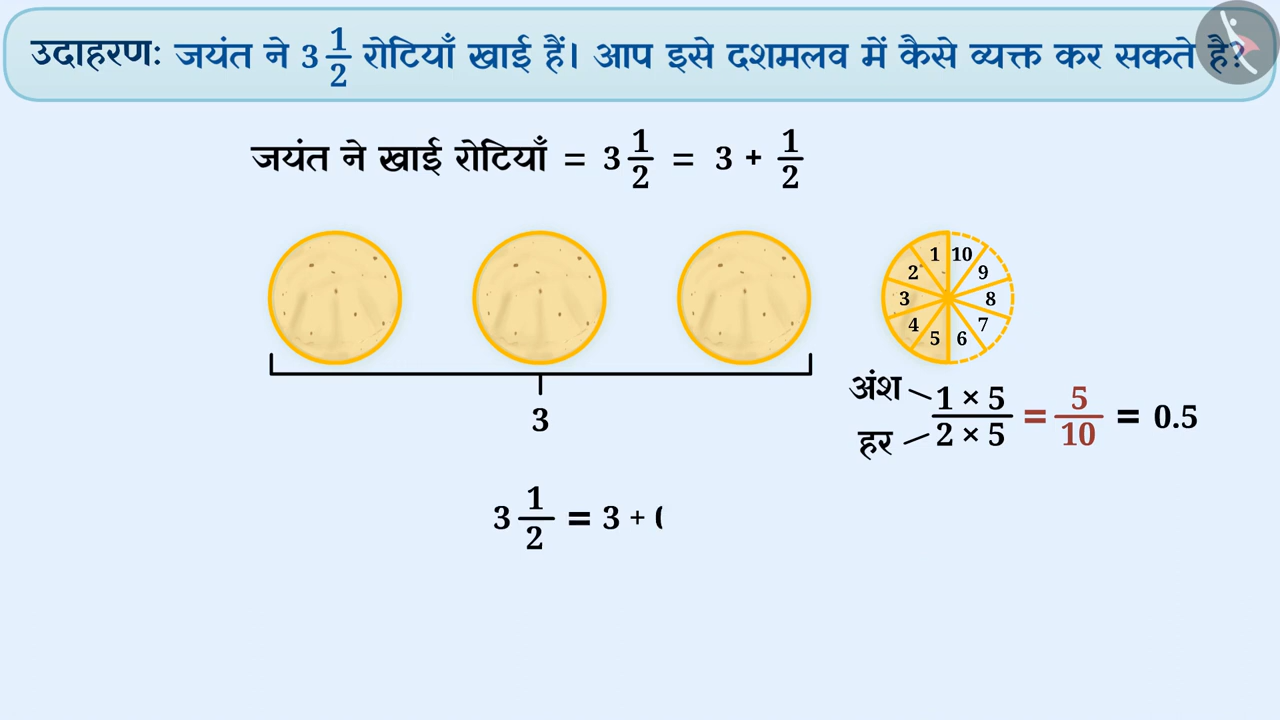 उदाहरण: जयंत ने 3 1/2 रोटियाँ खाई हैं। आप इसे दशमलव में कैसे व्यक्त कर सकते है?
जयंत ने खाई रोटियाँ = 3 1/2 = 3 + 1/2
1 10
2 9
3 8
4 7
5 6
3
अंश 1 × 5 / हर 2 × 5 = 5/10 = 0.5
3 1/2 = 3 +